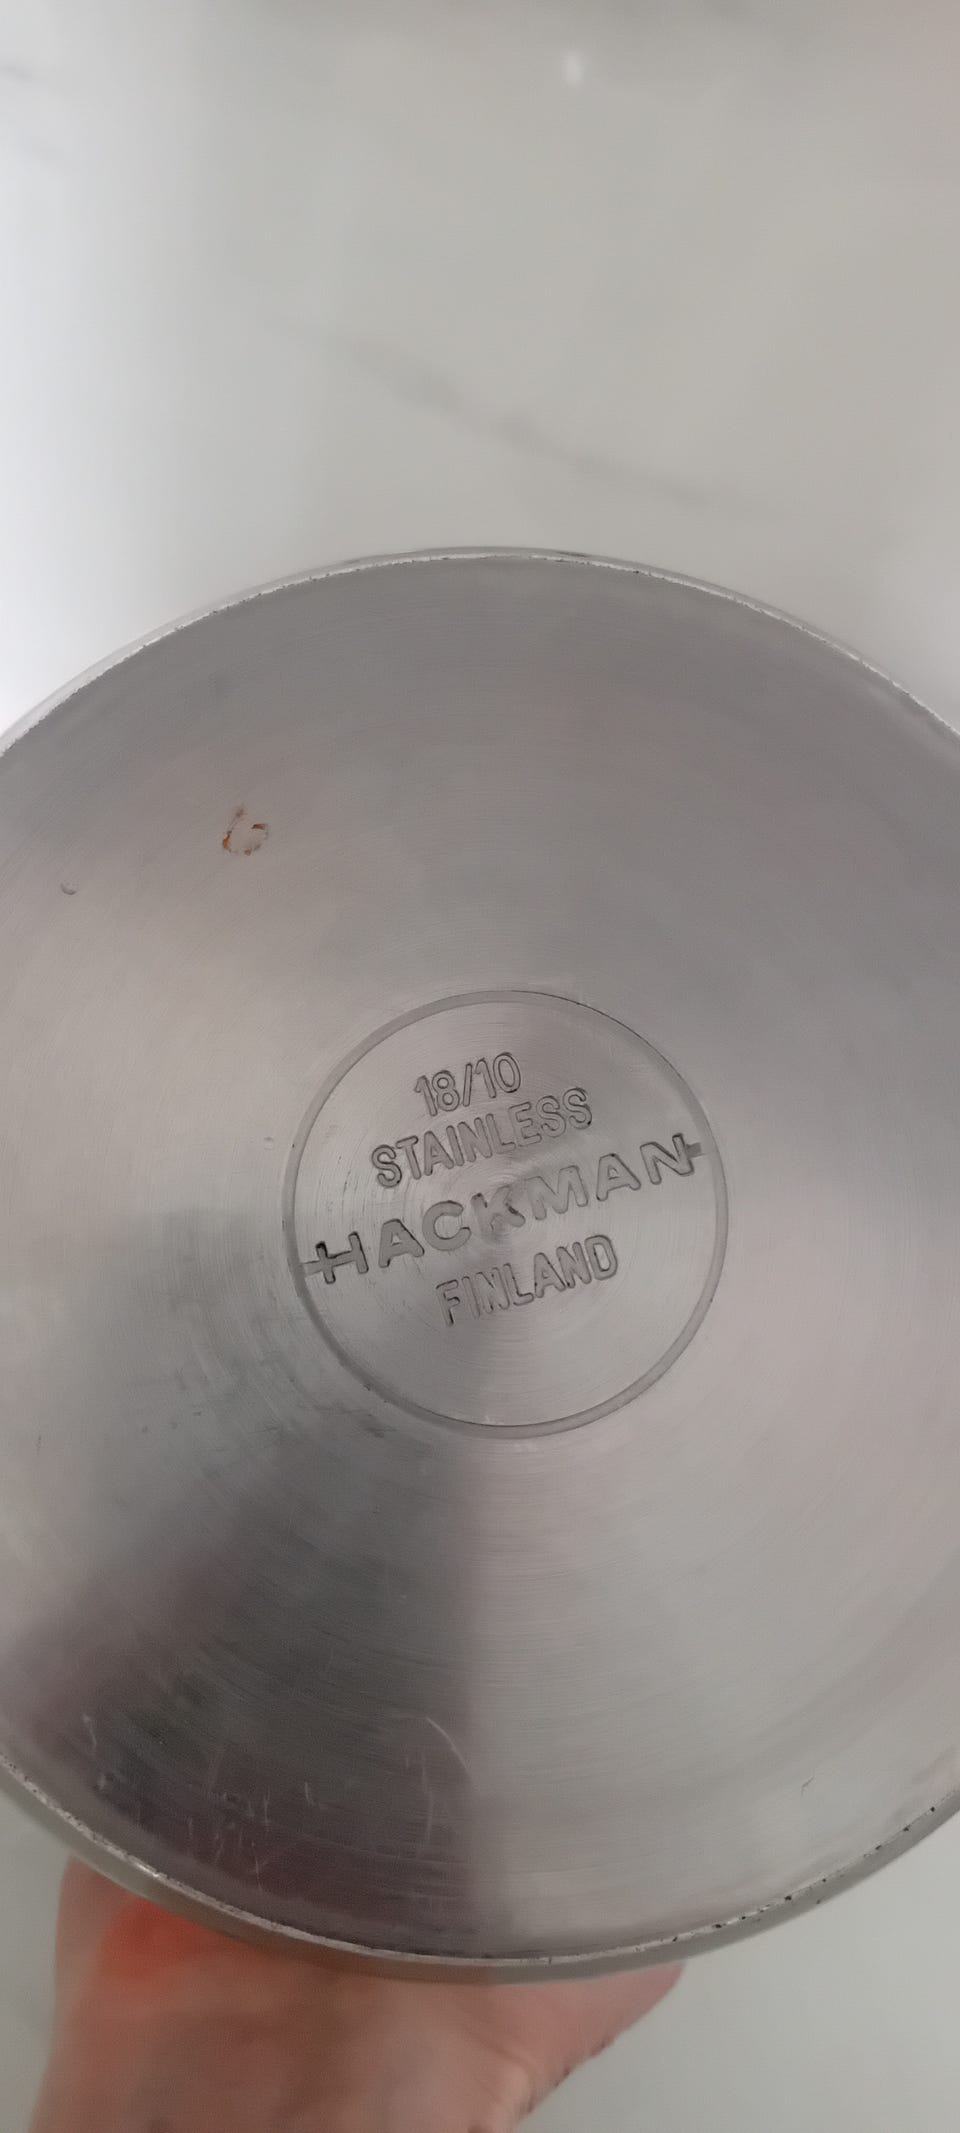 18/10
STAINLESS
HACKMAN
FINLAND